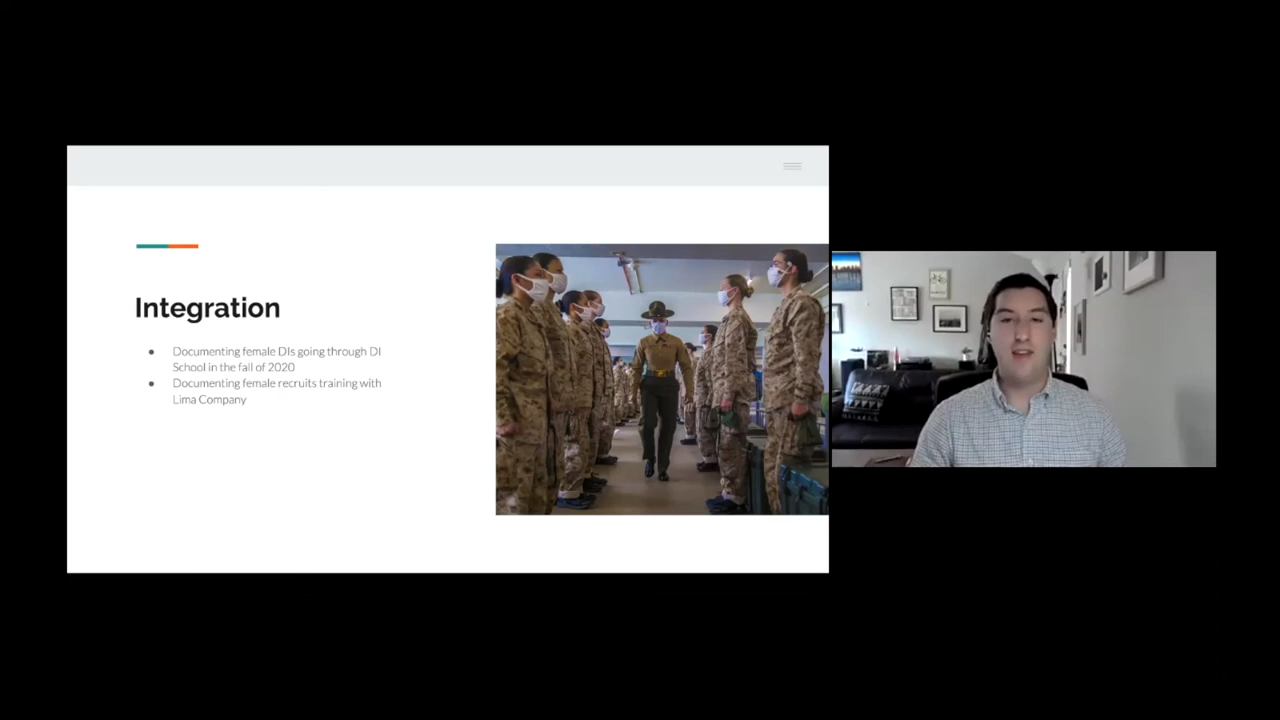 Integration
● Documenting female DIs going through DI
School in the fall of 2020
● Documenting female recruits training with
Lima Company